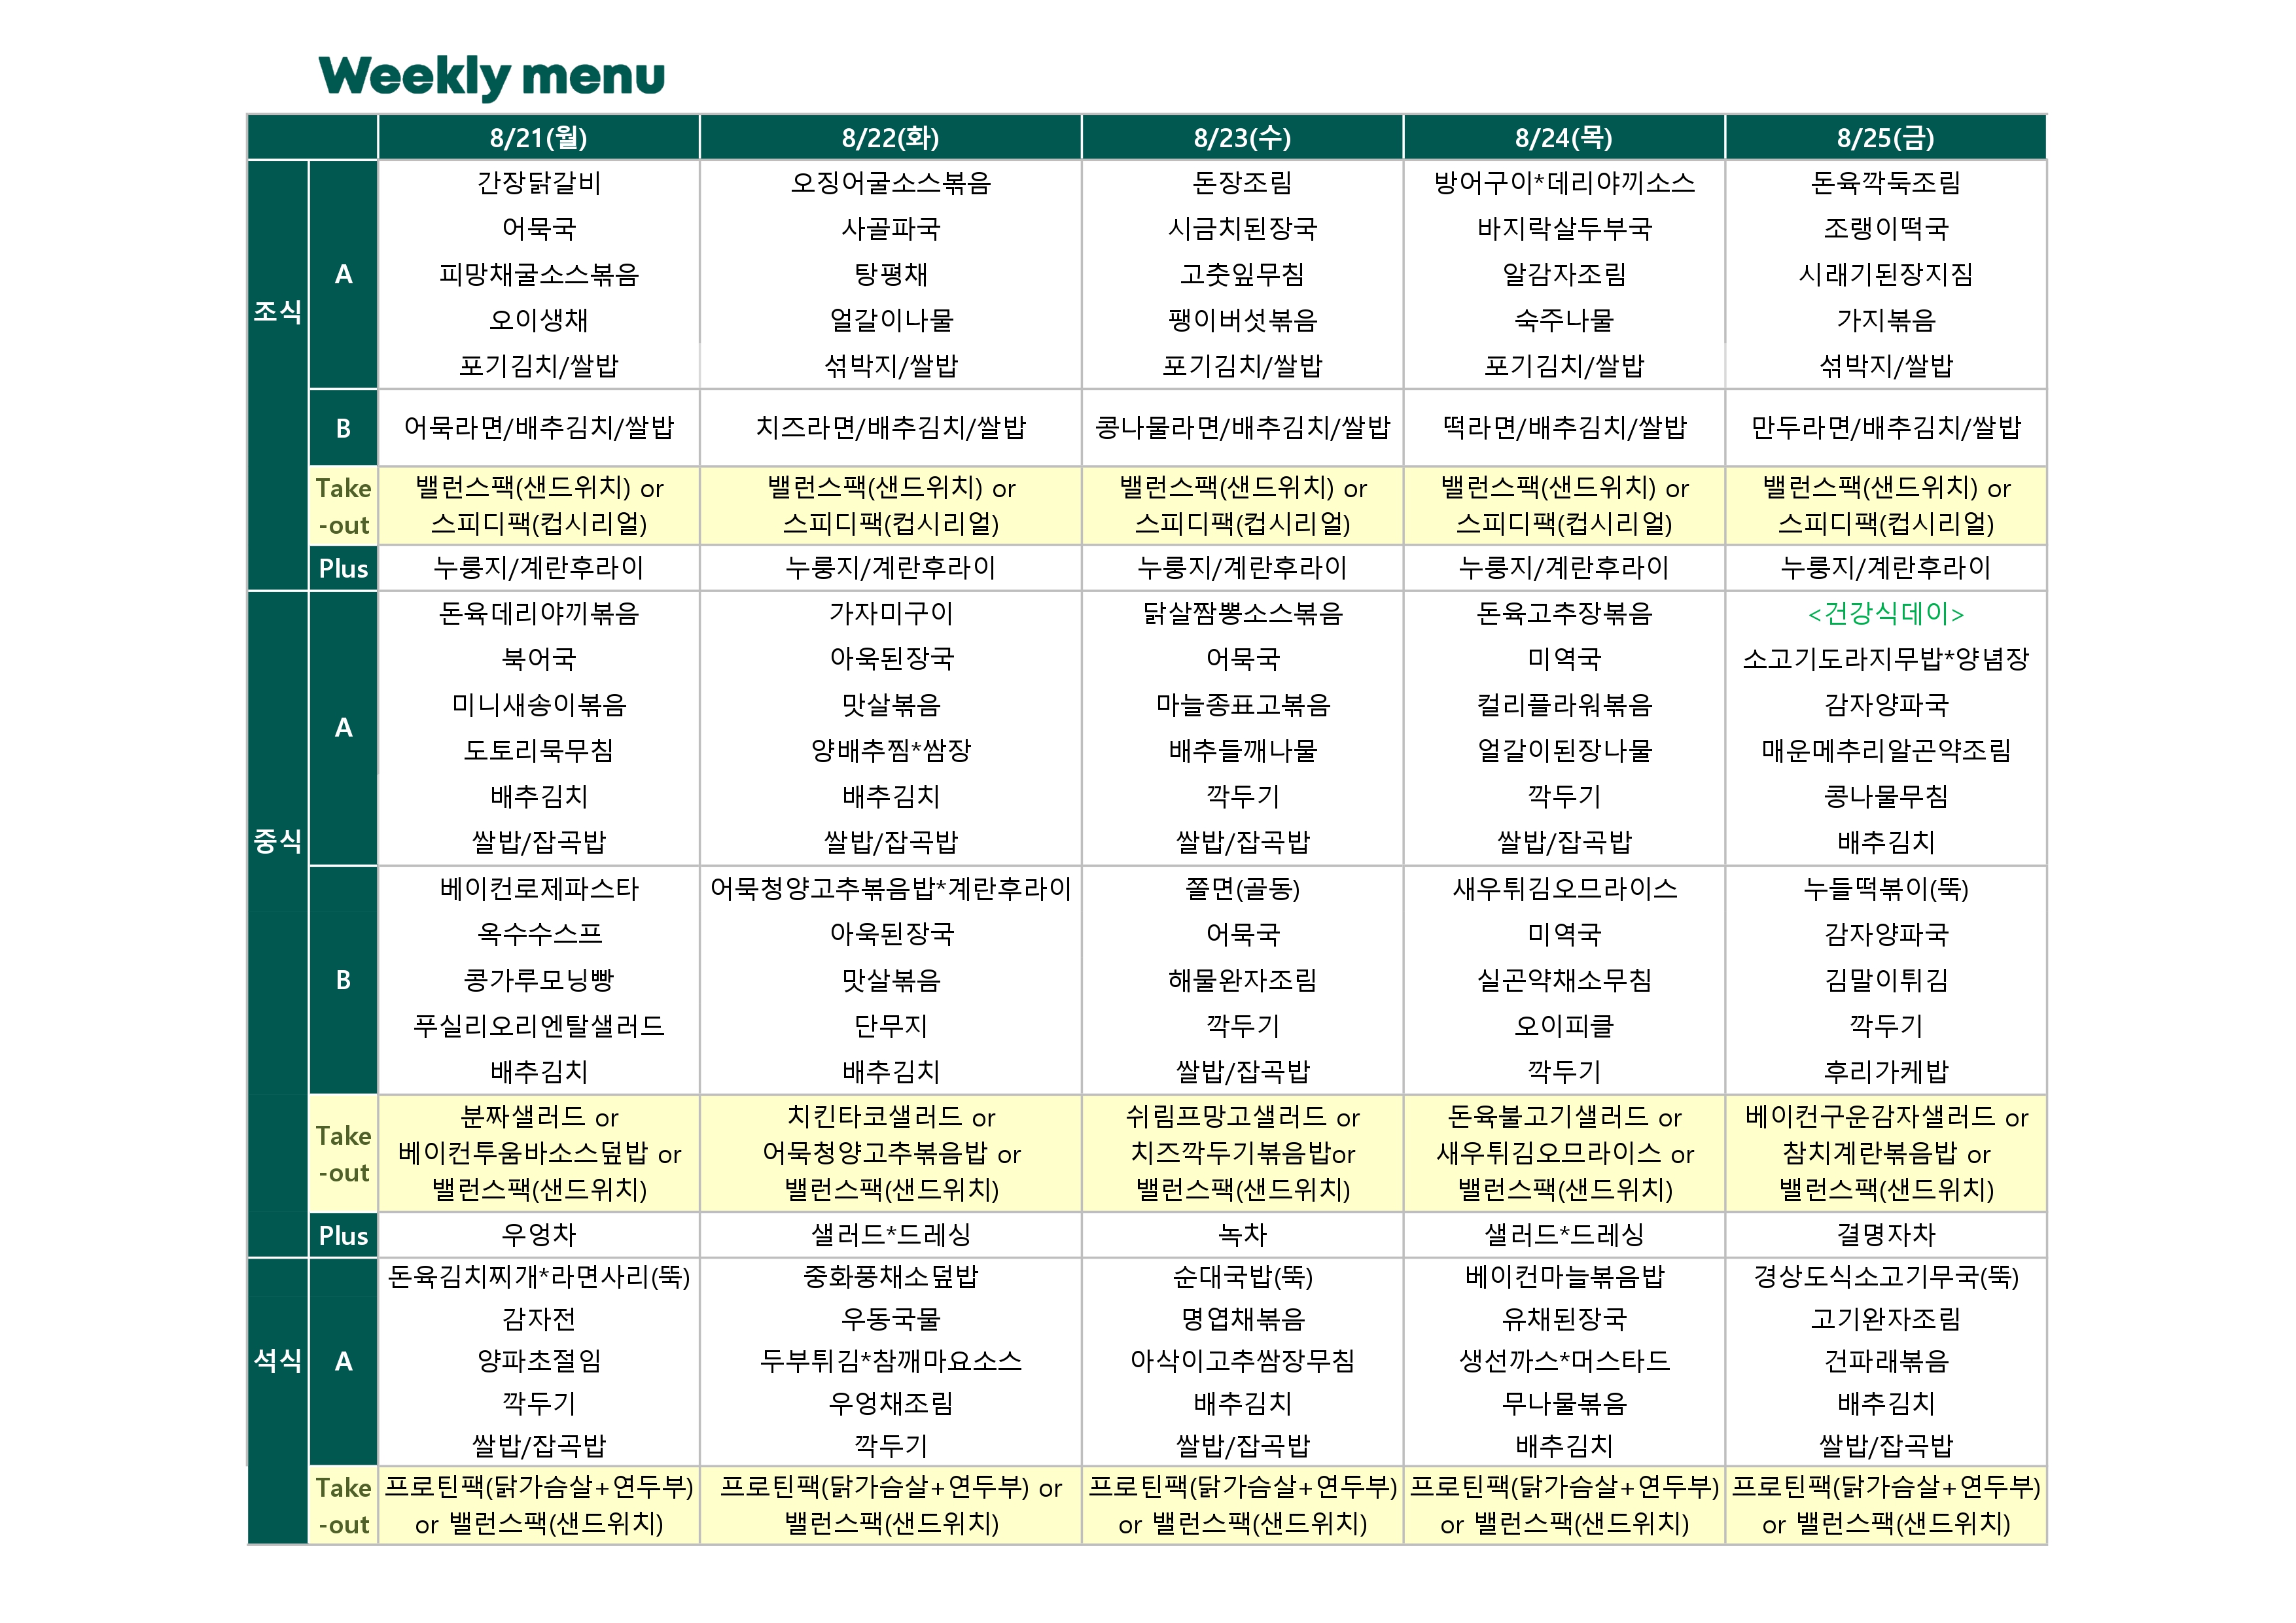 Weekly menu
8/21(월) 8/22(화) 8/23(수) 8/24(목) 8/25(금)
조식
A
간장닭갈비 오징어굴소스볶음 돈장조림 방어구이*데리야끼소스 돈육깍둑조림
어묵국 사골파국 시금치된장국 바지락살두부국 조랭이떡국
피망채굴소스볶음 탕평채 고춧잎무침 알감자조림 시래기된장지짐
오이생채 얼갈이나물 팽이버섯볶음 숙주나물 가지볶음
포기김치/쌀밥 섞박지/쌀밥 포기김치/쌀밥 포기김치/쌀밥 섞박지/쌀밥
B 어묵라면/배추김치/쌀밥 치즈라면/배추김치/쌀밥 콩나물라면/배추김치/쌀밥 떡라면/배추김치/쌀밥 만두라면/배추김치/쌀밥
Take 밸런스팩(샌드위치) or 밸런스팩(샌드위치) or 밸런스팩(샌드위치) or 밸런스팩(샌드위치) or 밸런스팩(샌드위치) or
-out 스피디팩(컵시리얼) 스피디팩(컵시리얼) 스피디팩(컵시리얼) 스피디팩(컵시리얼) 스피디팩(컵시리얼)
Plus 누룽지/계란후라이 누룽지/계란후라이 누룽지/계란후라이 누룽지/계란후라이 누룽지/계란후라이
중식
A
돈육데리야끼볶음 가자미구이 닭살짬뽕소스볶음 돈육고추장볶음 <건강식데이>
북어국 아욱된장국 어묵국 미역국 소고기도라지무밥*양념장
미니새송이볶음 맛살볶음 마늘종표고볶음 컬리플라워볶음 감자양파국
도토리묵무침 양배추찜*쌈장 배추들깨나물 얼갈이된장나물 매운메추리알곤약조림
배추김치 배추김치 깍두기 깍두기 콩나물무침
쌀밥/잡곡밥 쌀밥/잡곡밥 쌀밥/잡곡밥 쌀밥/잡곡밥 배추김치
B
베이컨로제파스타 어묵청양고추볶음밥*계란후라이 쫄면(골동) 새우튀김오므라이스 누들떡볶이(뚝)
옥수수스프 아욱된장국 어묵국 미역국 감자양파국
콩가루모닝빵 맛살볶음 해물완자조림 실곤약채소무침 김말이튀김
푸실리오리엔탈샐러드 단무지 깍두기 오이피클 깍두기
배추김치 배추김치 쌀밥/잡곡밥 깍두기 후리가케밥
Take
-out
분짜샐러드 or 치킨타코샐러드 or 쉬림프망고샐러드 or 돈육불고기샐러드 or 베이컨구운감자샐러드 or
베이컨투움바소스덮밥 or 어묵청양고추볶음밥 or 치즈깍두기볶음밥or 새우튀김오므라이스 or 참치계란볶음밥 or
밸런스팩(샌드위치) 밸런스팩(샌드위치) 밸런스팩(샌드위치) 밸런스팩(샌드위치) 밸런스팩(샌드위치)
Plus 우엉차 샐러드*드레싱 녹차 샐러드*드레싱 결명자차
석식
A
돈육김치찌개*라면사리(뚝) 중화풍채소덮밥 순대국밥(뚝) 베이컨마늘볶음밥 경상도식소고기무국(뚝)
감자전 우동국물 명엽채볶음 유채된장국 고기완자조림
양파초절임 두부튀김*참깨마요소스 아삭이고추쌈장무침 생선까스*머스타드 건파래볶음
깍두기 우엉채조림 배추김치 무나물볶음 배추김치
쌀밥/잡곡밥 깍두기 쌀밥/잡곡밥 배추김치 쌀밥/잡곡밥
Take 프로틴팩(닭가슴살+연두부) 프로틴팩(닭가슴살+연두부) or 프로틴팩(닭가슴살+연두부) 프로틴팩(닭가슴살+연두부) 프로틴팩(닭가슴살+연두부)
-out or 밸런스팩(샌드위치) 밸런스팩(샌드위치) or 밸런스팩(샌드위치) or 밸런스팩(샌드위치) or 밸런스팩(샌드위치)